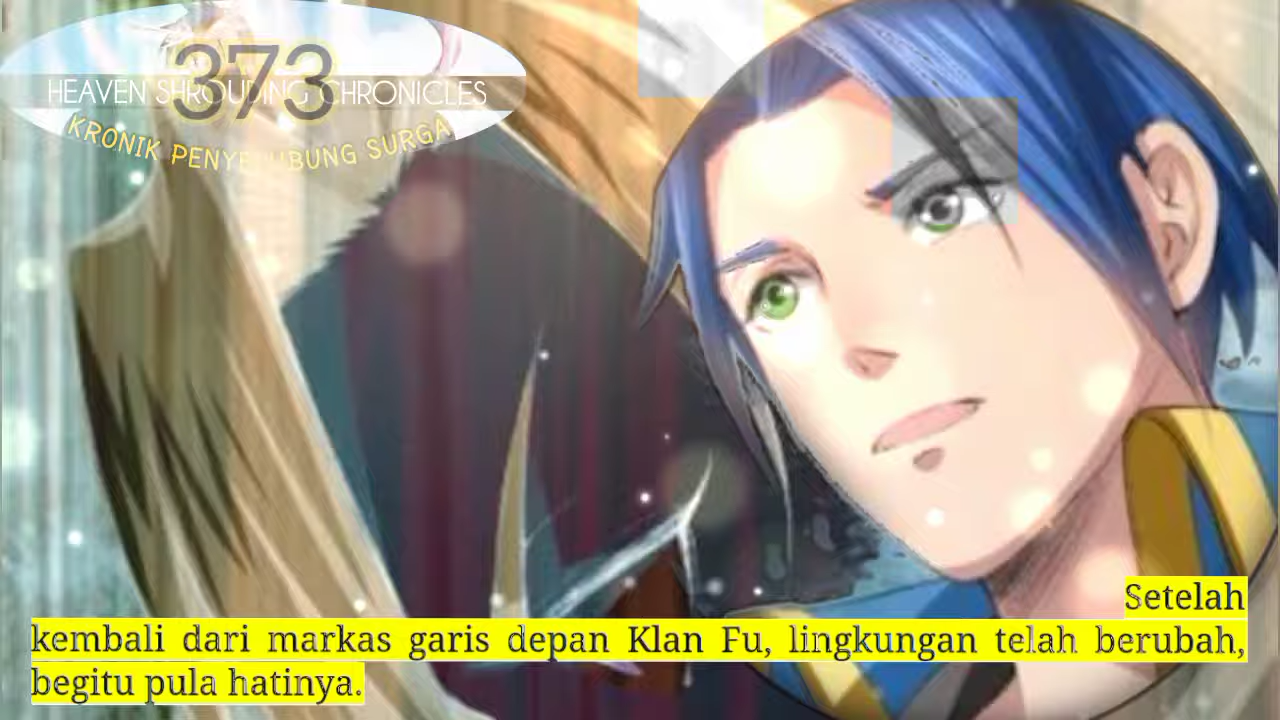 373
HEAVEN SHROUDING CHRONICLES
KRONIK PENYELUBUNG SURGA
Setelah
kembali dari markas garis depan Klan Fu, lingkungan telah berubah,
begitu pula hatinya.